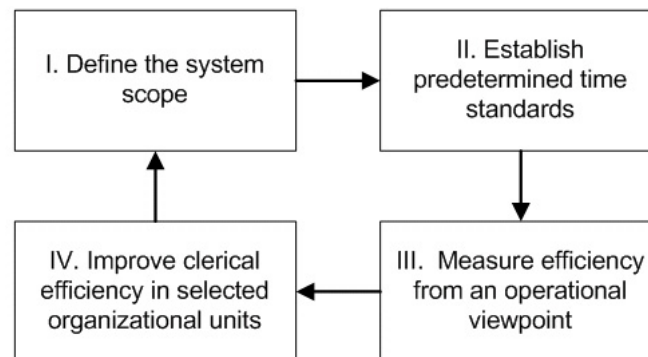 I. Define the system
scope
II. Establish
predetermined time
standards
III.  Measure efficiency
from an operational
viewpoint
IV. Improve clerical
efficiency in selected
organizational units